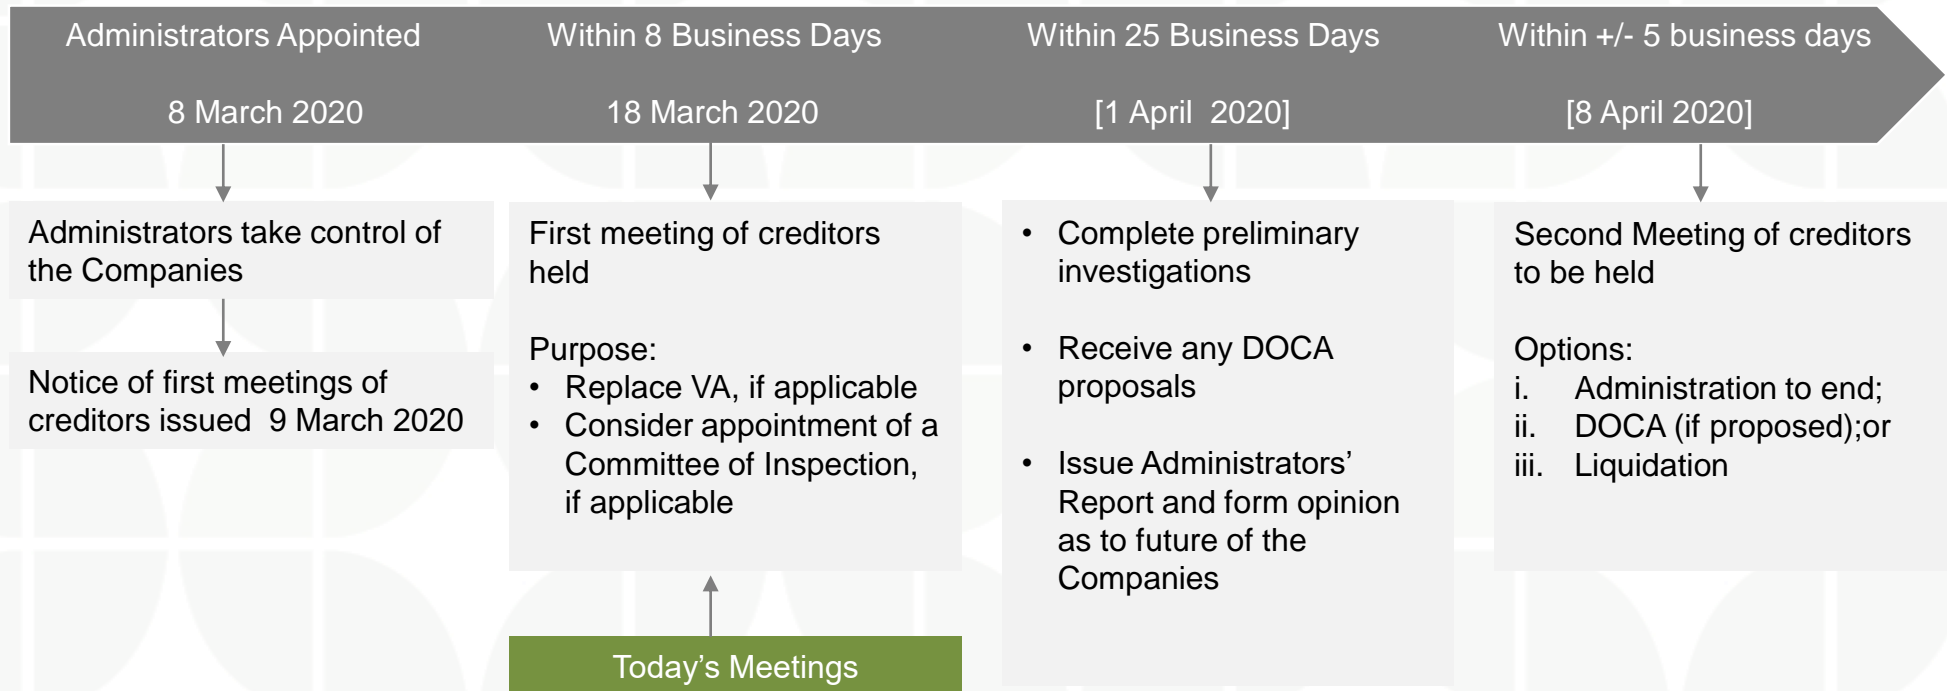 Administrators Appointed
8 March 2020
Within 8 Business Days
18 March 2020
Within 25 Business Days
[1 April  2020]
Within +/- 5 business days
[8 April 2020]
Administrators take control of
the Companies
Notice of first meetings of
creditors issued  9 March 2020
First meeting of creditors
held
Purpose:
• Replace VA, if applicable
• Consider appointment of a
Committee of Inspection,
if applicable
Today's Meetings
• Complete preliminary
investigations
• Receive any DOCA
proposals
• Issue Administrators'
Report and form opinion
as to future of the
Companies
Second Meeting of creditors
to be held
Options:
i. Administration to end;
ii. DOCA (if proposed);or
iii. Liquidation